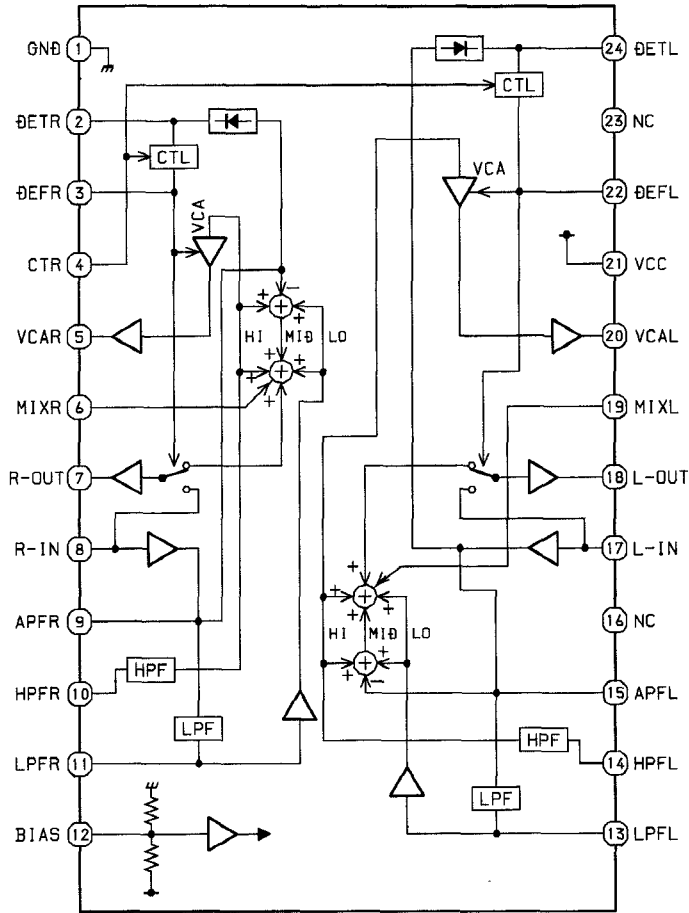 GND 1
DETR 2
DEFR 3
CTR 4
VCAR 5
MIXR 6
R-OUT 7
R-IN 8
APFR 9
HPFR 10
LPFR 11
BIAS 12
24 DETL
23 NC
22 DEFL
21 VCC
20 VCAL
19 MIXL
18 L-OUT
17 L-IN
16 NC
15 APFL
14 HPFL
13 LPFL
CTL
VCA
HI MID LO
HPF
LPF
CTL
VCA
HI MID LO
HPF
LPF